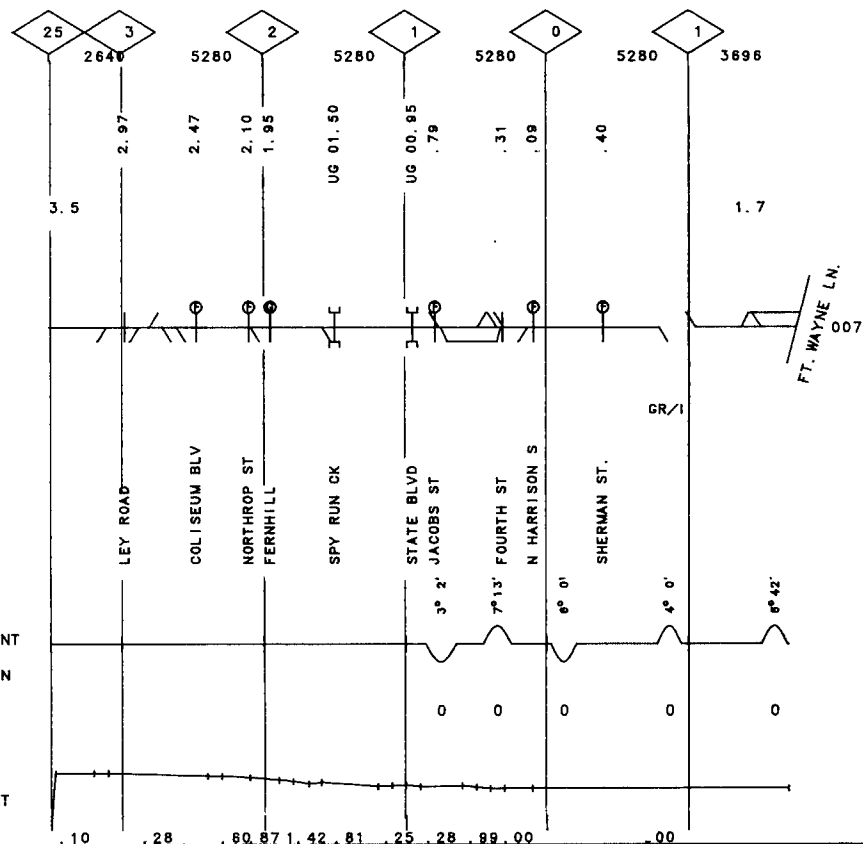 25 3 2 1 0 1
2640 5280 5280 5280 5280 3696
2.97 2.47 2.10 1.95 UG 01.50 UG 00.95 .79 .31 .09 .40
3.5 1.7
FT. WAYNE LN.
007
GR/I
LEY ROAD
COLISEUM BLV
NORTHROP ST
FERNHILL
SPY RUN CK
STATE BLVD
JACOBS ST
FOURTH ST
N HARRISON S
SHERMAN ST.
3° 2' 7°13' 6° 0' 4° 0' 8°42'
NT
N
0 0 0 0 0
T
.10 .28 .60 .87 1.42 .81 .25 .28 .99 .00 .00